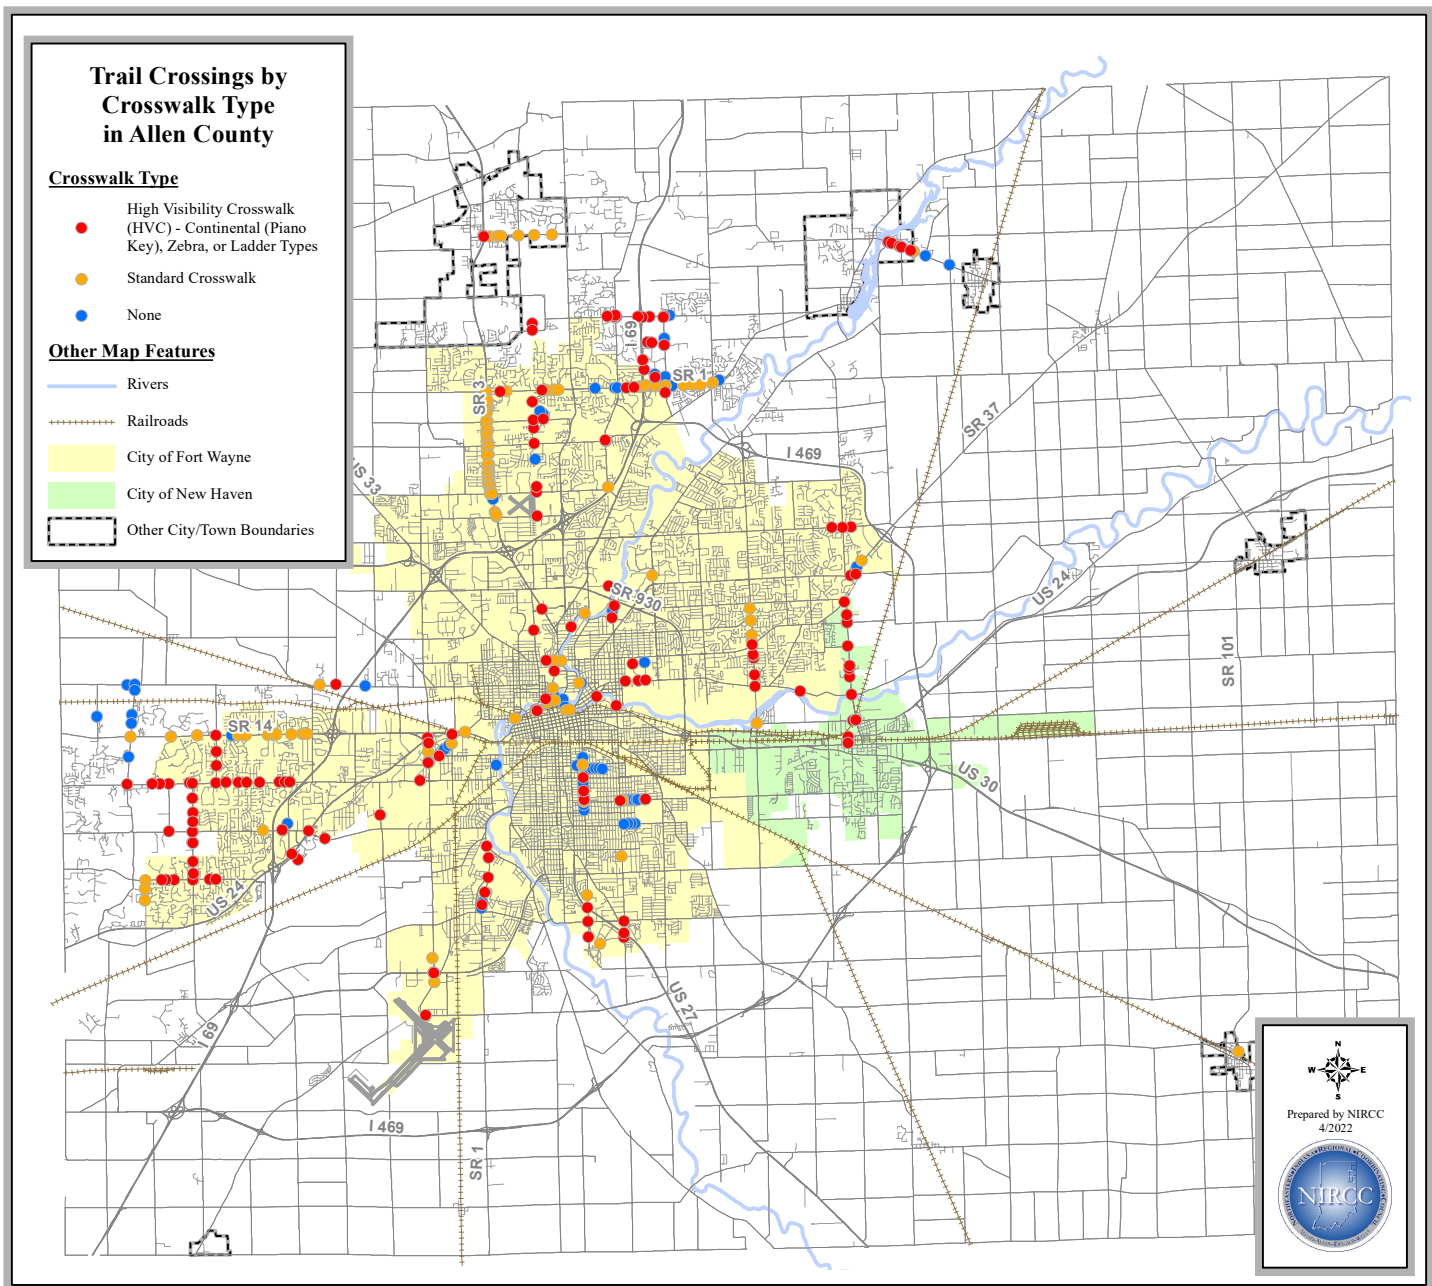 Trail Crossings by
Crosswalk Type
in Allen County
Crosswalk Type
High Visibility Crosswalk
(HVC) - Continental (Piano
Key), Zebra, or Ladder Types
Standard Crosswalk
None
Other Map Features
Rivers
Railroads
City of Fort Wayne
City of New Haven
Other City/Town Boundaries
I 69
SR 1
SR 3
SR 37
I 469
US 33
SR 930
US 24
SR 101
SR 14
US 30
US 24
US 27
I 69
I 469
SR 1
N
W
E
S
Prepared by NIRCC
4/2022
NIRCC